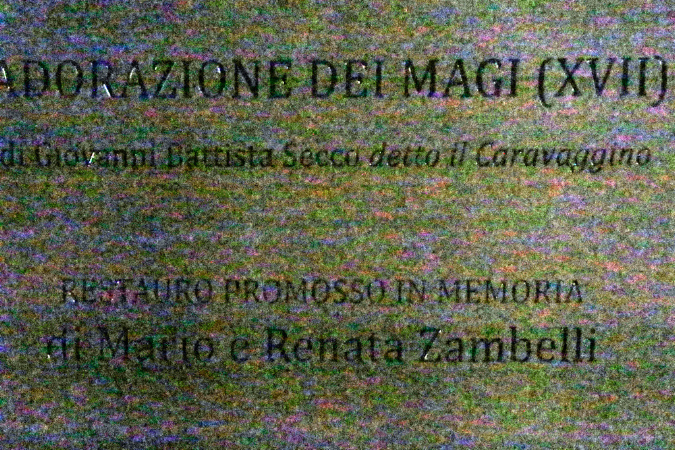 ADORAZIONE DEI MAGI (XVII)
di Giovanni Battista Secco detto il Caravaggino
RESTAURO PROMOSSO IN MEMORIA
di Mario e Renata Zambelli